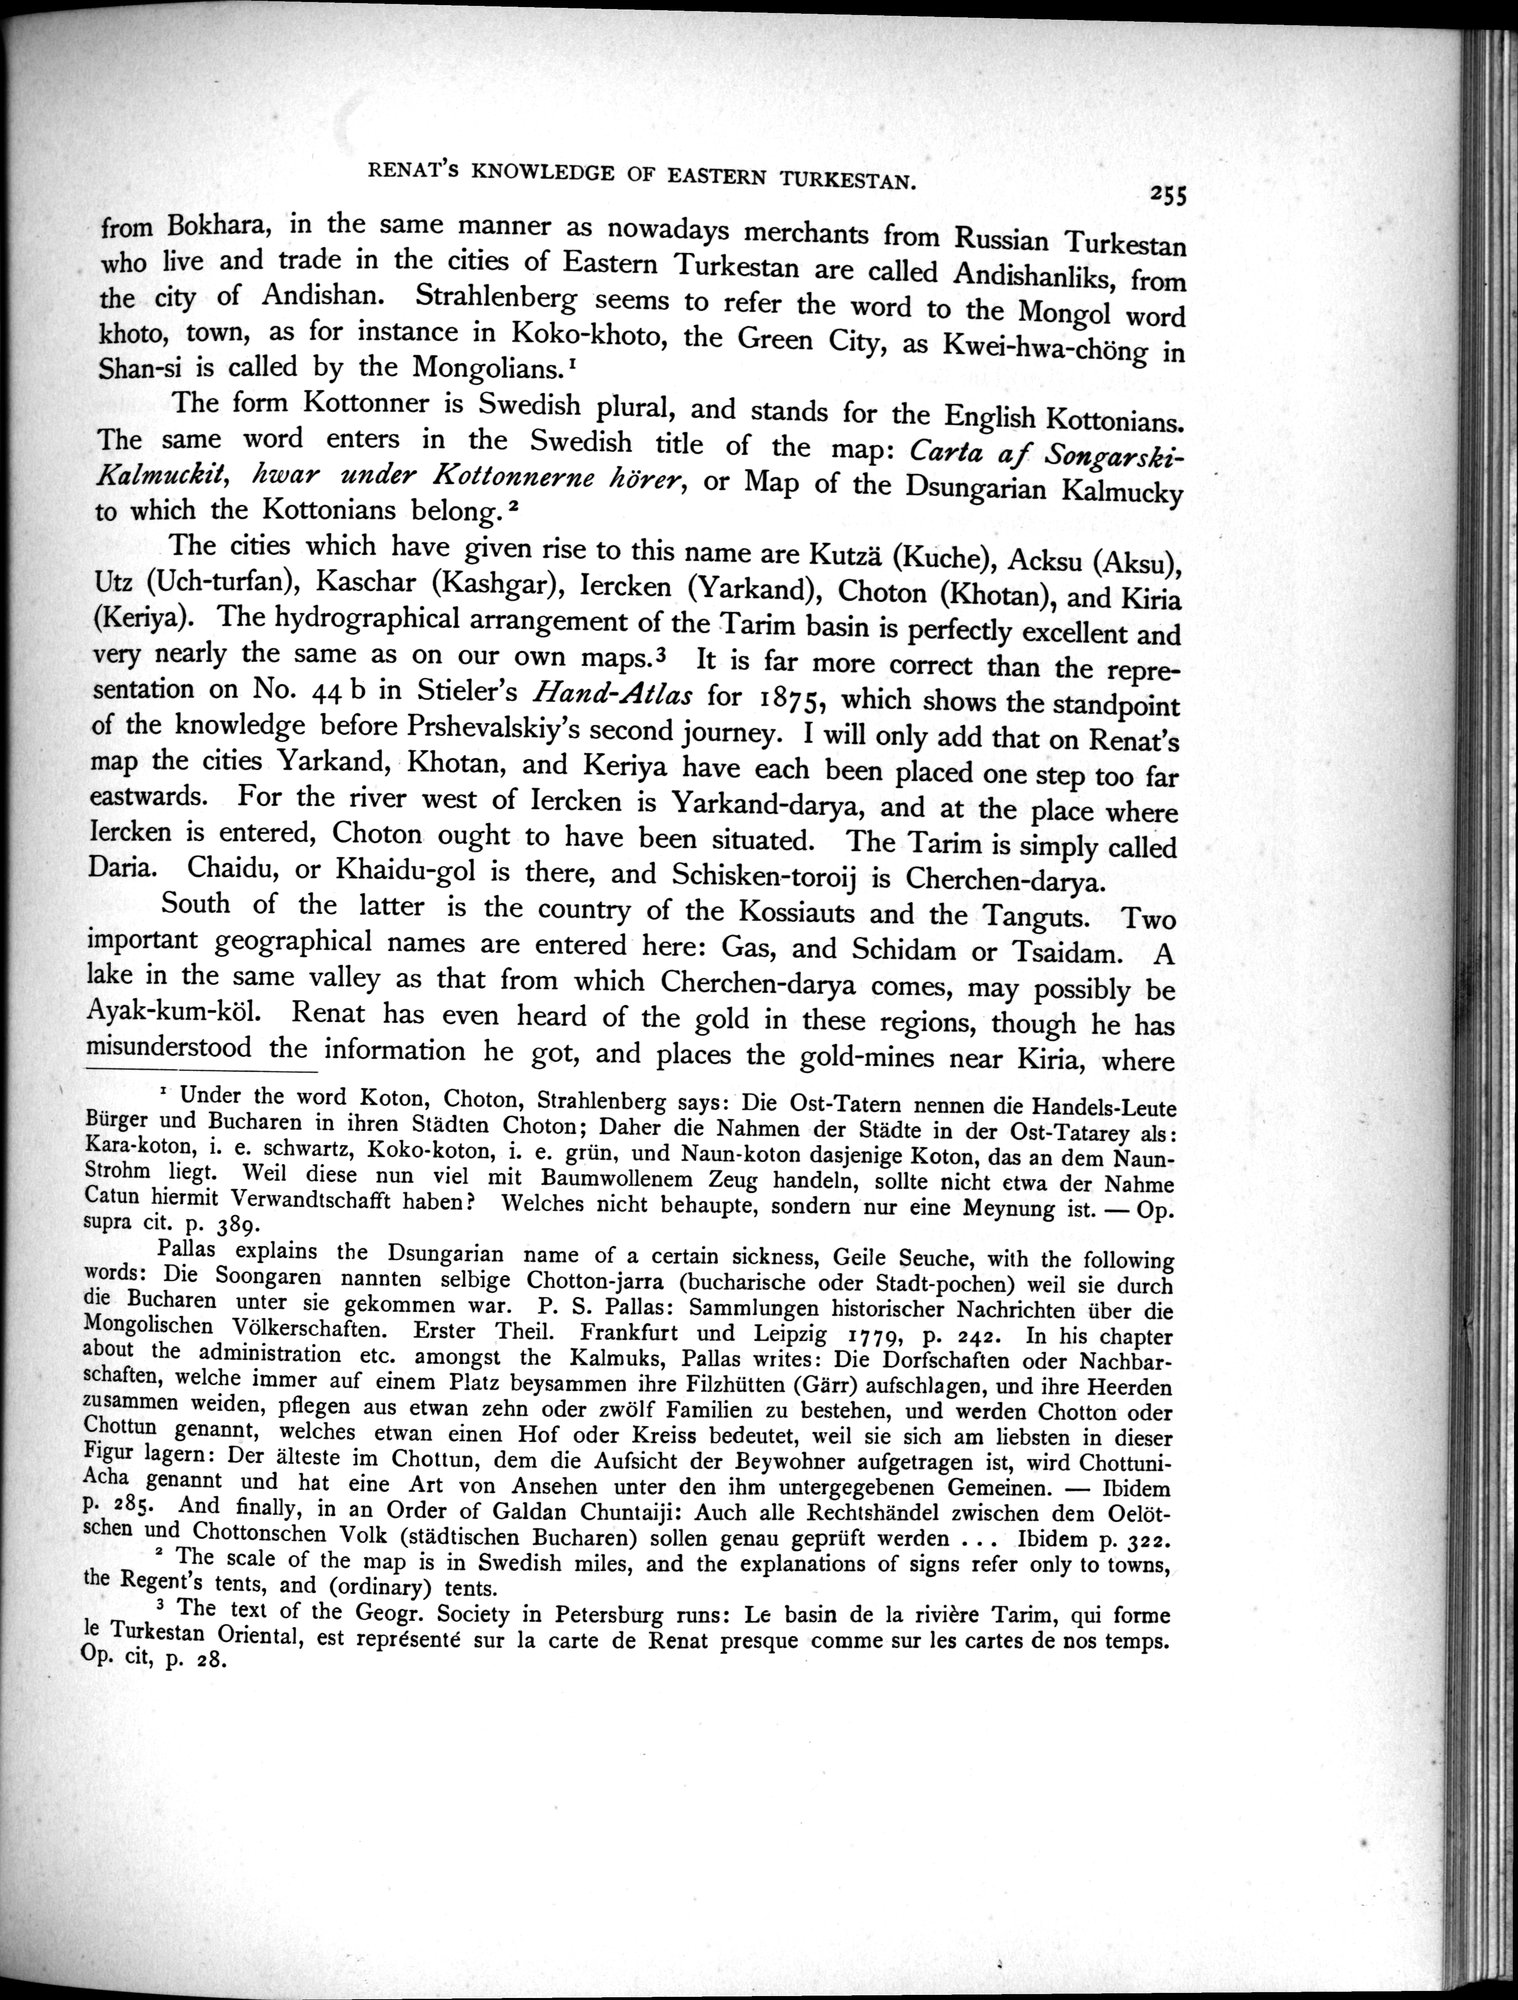 RENAT'S KNOWLEDGE OF EASTERN TURKESTAN.
255
from Bokhara, in the same manner as nowadays merchants from Russian Turkestan
who live and trade in the cities of Eastern Turkestan are called Andishanliks, from
the city of Andishan. Strahlenberg seems to refer the word to the Mongol word
khoto, town, as for instance in Koko-khoto, the Green City, as Kwei-hwa-chöng in
Shan-si is called by the Mongolians.¹
The form Kottonner is Swedish plural, and stands for the English Kottonians.
The same word enters in the Swedish title of the map: Carta af Songarski-
Kalmuckit, hwar under Kottonnerne hörer, or Map of the Dsungarian Kalmucky
to which the Kottonians belong.²
The cities which have given rise to this name are Kutzä (Kuche), Acksu (Aksu),
Utz (Uch-turfan), Kaschar (Kashgar), Iercken (Yarkand), Choton (Khotan), and Kiria
(Keriya). The hydrographical arrangement of the Tarim basin is perfectly excellent and
very nearly the same as on our own maps.³ It is far more correct than the repre-
sentation on No. 44 b in Stieler's Hand-Atlas for 1875, which shows the standpoint
of the knowledge before Prshevalskiy's second journey. I will only add that on Renat's
map the cities Yarkand, Khotan, and Keriya have each been placed one step too far
eastwards. For the river west of Iercken is Yarkand-darya, and at the place where
Iercken is entered, Choton ought to have been situated. The Tarim is simply called
Daria. Chaidu, or Khaidu-gol is there, and Schisken-toroij is Cherchen-darya.
South of the latter is the country of the Kossiauts and the Tanguts. Two
important geographical names are entered here: Gas, and Schidam or Tsaidam. A
lake in the same valley as that from which Cherchen-darya comes, may possibly be
Ayak-kum-köl. Renat has even heard of the gold in these regions, though he has
misunderstood the information he got, and places the gold-mines near Kiria, where
¹ Under the word Koton, Choton, Strahlenberg says: Die Ost-Tatern nennen die Handels-Leute
Bürger und Bucharen in ihren Städten Choton; Daher die Nahmen der Städte in der Ost-Tatarey als:
Kara-koton, i. e. schwartz, Koko-koton, i. e. grün, und Naun-koton dasjenige Koton, das an dem Naun-
Strohm liegt. Weil diese nun viel mit Baumwollenem Zeug handeln, sollte nicht etwa der Nahme
Catun hiermit Verwandtschafft haben? Welches nicht behaupte, sondern nur eine Meynung ist. — Op.
supra cit. p. 389.
Pallas explains the Dsungarian name of a certain sickness, Geile Seuche, with the following
words: Die Soongaren nannten selbige Chotton-jarra (bucharische oder Stadt-pochen) weil sie durch
die Bucharen unter sie gekommen war. P. S. Pallas: Sammlungen historischer Nachrichten über die
Mongolischen Völkerschaften. Erster Theil. Frankfurt und Leipzig 1779, p. 242. In his chapter
about the administration etc. amongst the Kalmuks, Pallas writes: Die Dorfschaften oder Nachbar-
schaften, welche immer auf einem Platz beysammen ihre Filzhütten (Gärr) aufschlagen, und ihre Heerden
zusammen weiden, pflegen aus etwan zehn oder zwölf Familien zu bestehen, und werden Chotton oder
Chottun genannt, welches etwan einen Hof oder Kreiss bedeutet, weil sie sich am liebsten in dieser
Figur lagern: Der älteste im Chottun, dem die Aufsicht der Beywohner aufgetragen ist, wird Chottuni-
Acha genannt und hat eine Art von Ansehen unter den ihm untergegebenen Gemeinen. — Ibidem
p. 285. And finally, in an Order of Galdan Chuntaiji: Auch alle Rechtshändel zwischen dem Oelöt-
schen und Chottonschen Volk (städtischen Bucharen) sollen genau geprüft werden ... Ibidem p. 322.
² The scale of the map is in Swedish miles, and the explanations of signs refer only to towns,
the Regent's tents, and (ordinary) tents.
³ The text of the Geogr. Society in Petersburg runs: Le basin de la rivière Tarim, qui forme
le Turkestan Oriental, est représenté sur la carte de Renat presque comme sur les cartes de nos temps.
Op. cit, p. 28.